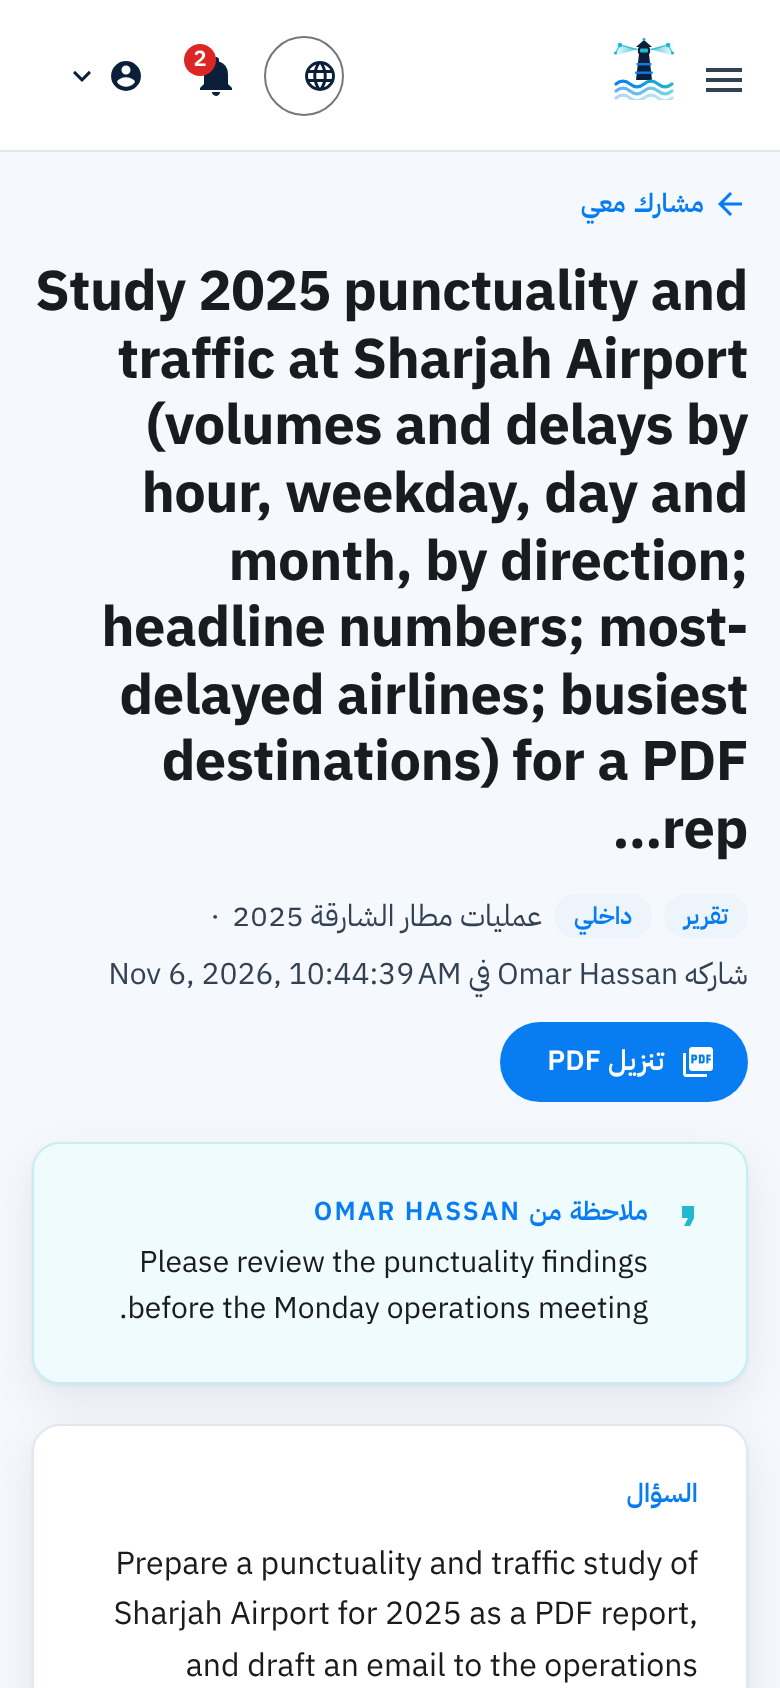 2
مشارك معي
Study 2025 punctuality and
traffic at Sharjah Airport
(volumes and delays by
hour, weekday, day and
month, by direction;
headline numbers; most-
delayed airlines; busiest
destinations) for a PDF
rep...
تقرير داخلي عمليات مطار الشارقة 2025 ·
شاركه Omar Hassan في Nov 6, 2026, 10:44:39 AM
تنزيل PDF
ملاحظة من OMAR HASSAN
Please review the punctuality findings
before the Monday operations meeting.
السؤال
Prepare a punctuality and traffic study of
Sharjah Airport for 2025 as a PDF report,
and draft an email to the operations